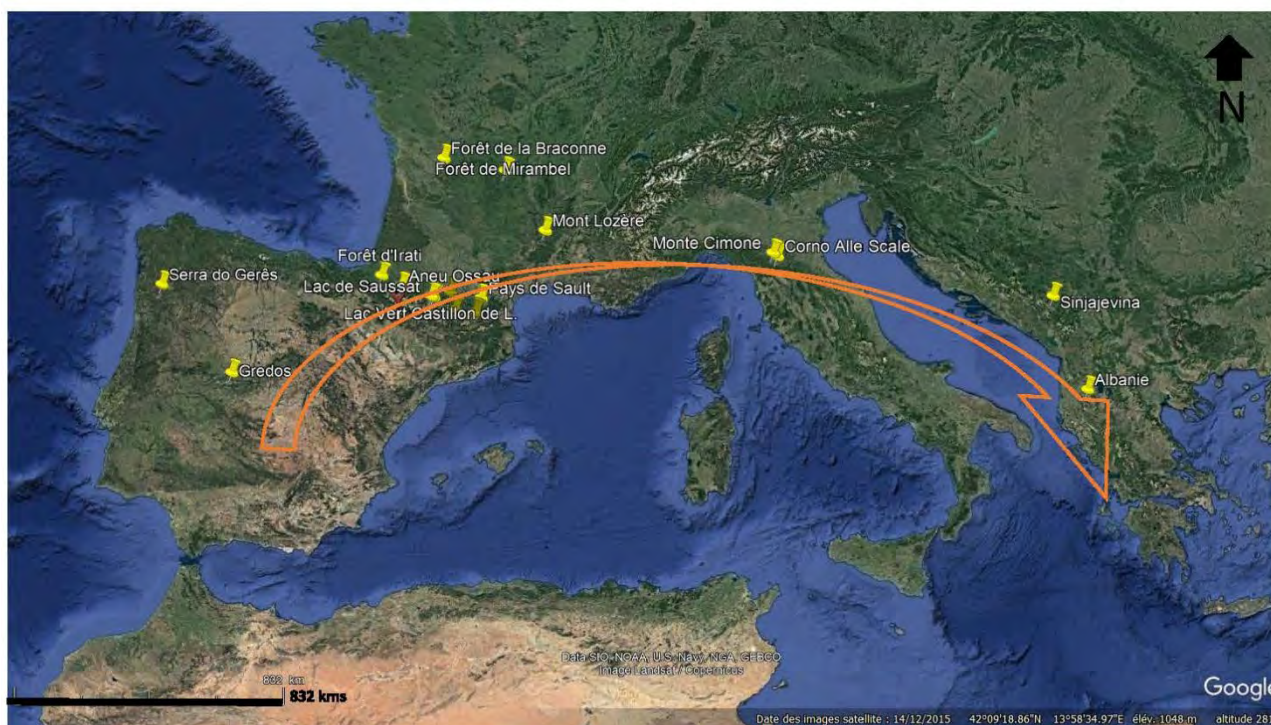 N
Forêt de la Braconne
Forêt de Mirambel
Mont Lozère
Monte Cimone
Corno Alle Scale
Forêt d'Irati
Serra do Gerês
Aneu Ossau
Lac de Saussat
Pays de Sault
Sinjajevina
Lac Vert Castillon de L.
Gredos
Albanie
Data SIO, NOAA, U.S. Navy, NGA, GEBCO
Image Landsat / Copernicus
832 km
832 kms
Google
Date des images satellite : 14/12/2015 42°09'18.86"N 13°58'34.97"E élév. 1048 m altitude 28